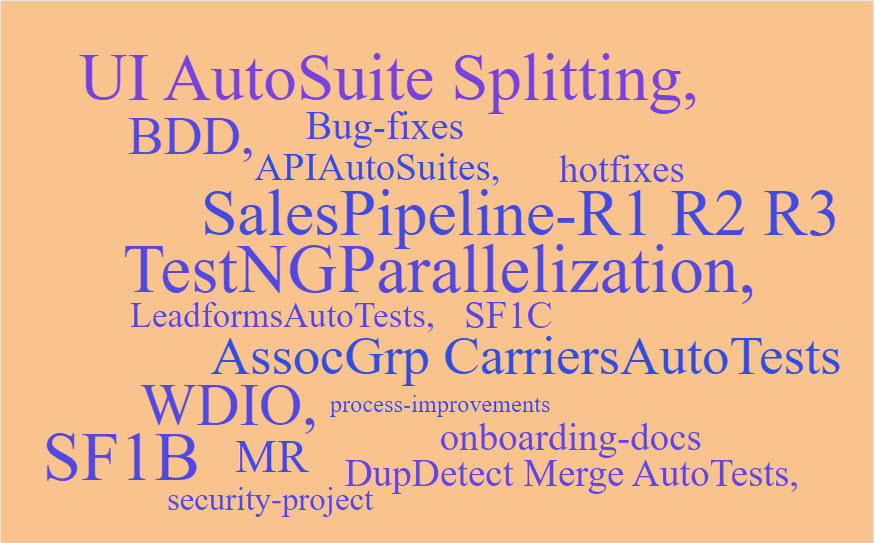 UI AutoSuite Splitting,
BDD, Bug-fixes
APIAutoSuites, hotfixes
SalesPipeline-R1 R2 R3
TestNGParallelization,
LeadformsAutoTests, SF1C
AssocGrp CarriersAutoTests
WDIO, process-improvements
onboarding-docs
SF1B MR DupDetect Merge AutoTests,
security-project